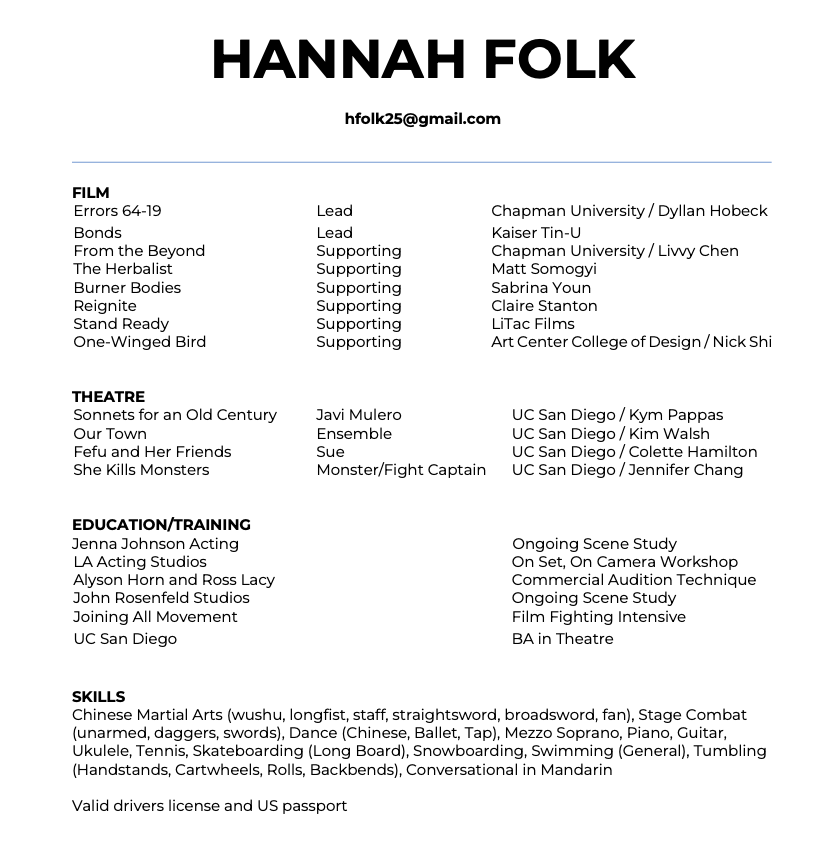 HANNAH FOLK
hfolk25@gmail.com
FILM
Errors 64-19 Lead Chapman University / Dyllan Hobeck
Bonds Lead Kaiser Tin-U
From the Beyond Supporting Chapman University / Livvy Chen
The Herbalist Supporting Matt Somogyi
Burner Bodies Supporting Sabrina Youn
Reignite Supporting Claire Stanton
Stand Ready Supporting LiTac Films
One-Winged Bird Supporting Art Center College of Design / Nick Shi
THEATRE
Sonnets for an Old Century Javi Mulero UC San Diego / Kym Pappas
Our Town Ensemble UC San Diego / Kim Walsh
Fefu and Her Friends Sue UC San Diego / Colette Hamilton
She Kills Monsters Monster/Fight Captain UC San Diego / Jennifer Chang
EDUCATION/TRAINING
Jenna Johnson Acting Ongoing Scene Study
LA Acting Studios On Set, On Camera Workshop
Alyson Horn and Ross Lacy Commercial Audition Technique
John Rosenfeld Studios Ongoing Scene Study
Joining All Movement Film Fighting Intensive
UC San Diego BA in Theatre
SKILLS
Chinese Martial Arts (wushu, longfist, staff, straightsword, broadsword, fan), Stage Combat
(unarmed, daggers, swords), Dance (Chinese, Ballet, Tap), Mezzo Soprano, Piano, Guitar,
Ukulele, Tennis, Skateboarding (Long Board), Snowboarding, Swimming (General), Tumbling
(Handstands, Cartwheels, Rolls, Backbends), Conversational in Mandarin
Valid drivers license and US passport